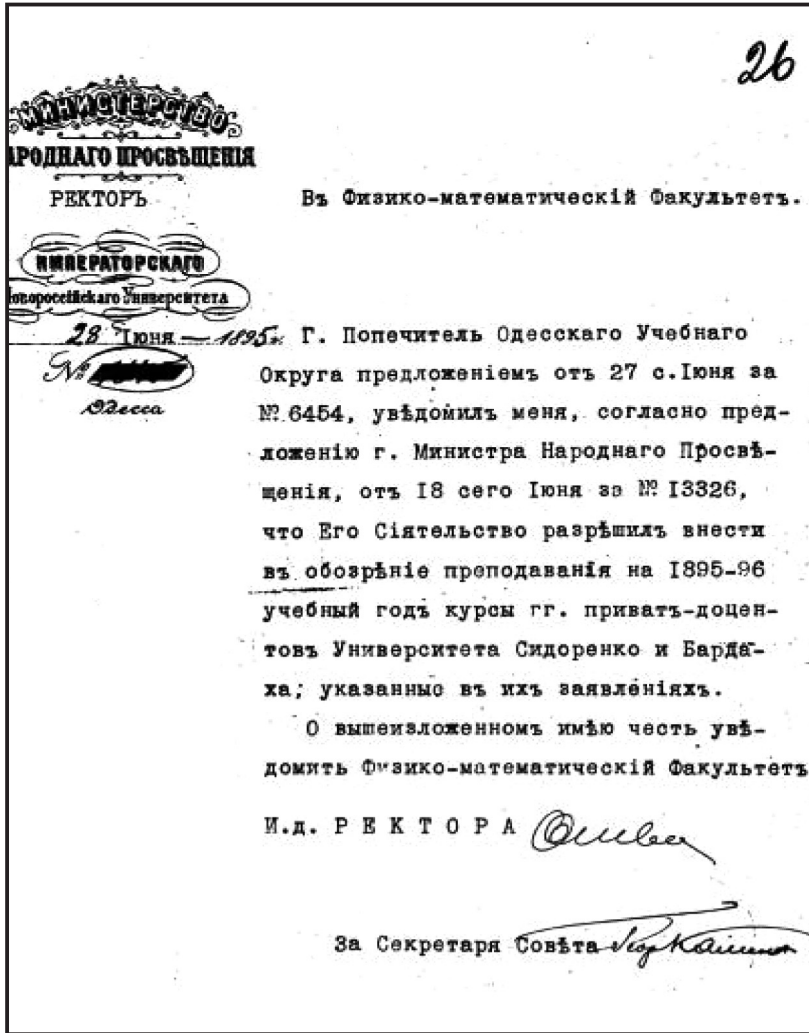 26
МИНИСТЕРСТВО
АРОДНАГО ПРОСВѢЩЕНІЯ
РЕКТОРЪ
Въ Физико-математическій Факультетъ.
ИМПЕРАТОРСКАГО
Новороссійскаго Университета
28 Іюня — 1895г.
№
Одесса
Г. Попечитель Одесскаго Учебнаго
Округа предложеніемъ отъ 27 с.Іюня за
№ 6454, увѣдомилъ меня, согласно пред-
ложенію г. Министра Народнаго Просвѣ-
щенія, отъ 18 сего Іюня за № 13326,
что Его Сіятельство разрѣшилъ внести
въ обозрѣніе преподаванія на 1895-96
учебный годъ курсы гг. приватъ-доцен-
товъ Университета Сидоренко и Барда-
ха; указанные въ ихъ заявленіяхъ.
О вышеизложенномъ имѣю честь увѣ-
домить Физико-математическій Факультетъ
И.д. РЕКТОРА
За Секретаря Совѣта